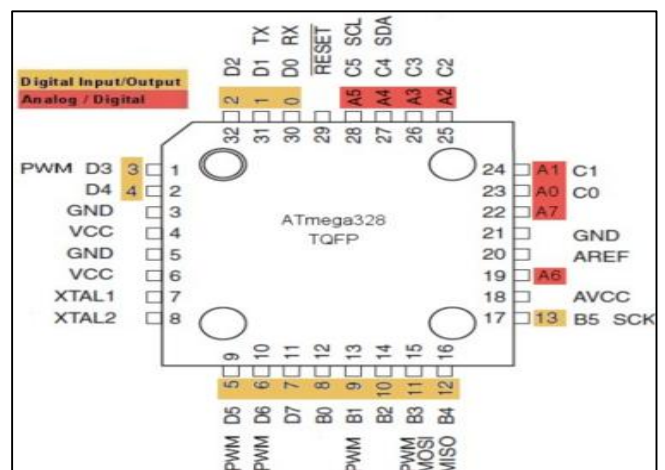 D2 D1 TX D0 RX RESET C5 SCL C4 SDA C3 C2
Digital Input/Output
Analog / Digital
2 1 0 A5 A4 A3 A2
32 31 30 29 28 27 26 25
PWM D3 3 1
D4 4 2
GND 3
VCC 4
GND 5
VCC 6
XTAL1 7
XTAL2 8
ATmega328
TQFP
24 A1 C1
23 A0 C0
22 A7
21 GND
20 AREF
19 A6
18 AVCC
17 13 B5 SCK
9 10 11 12 13 14 15 16
5 6 7 8 9 10 11 12
D5 D6 D7 B0 B1 B2 B3 B4
PWM PWM PWM PWM MOSI MISO